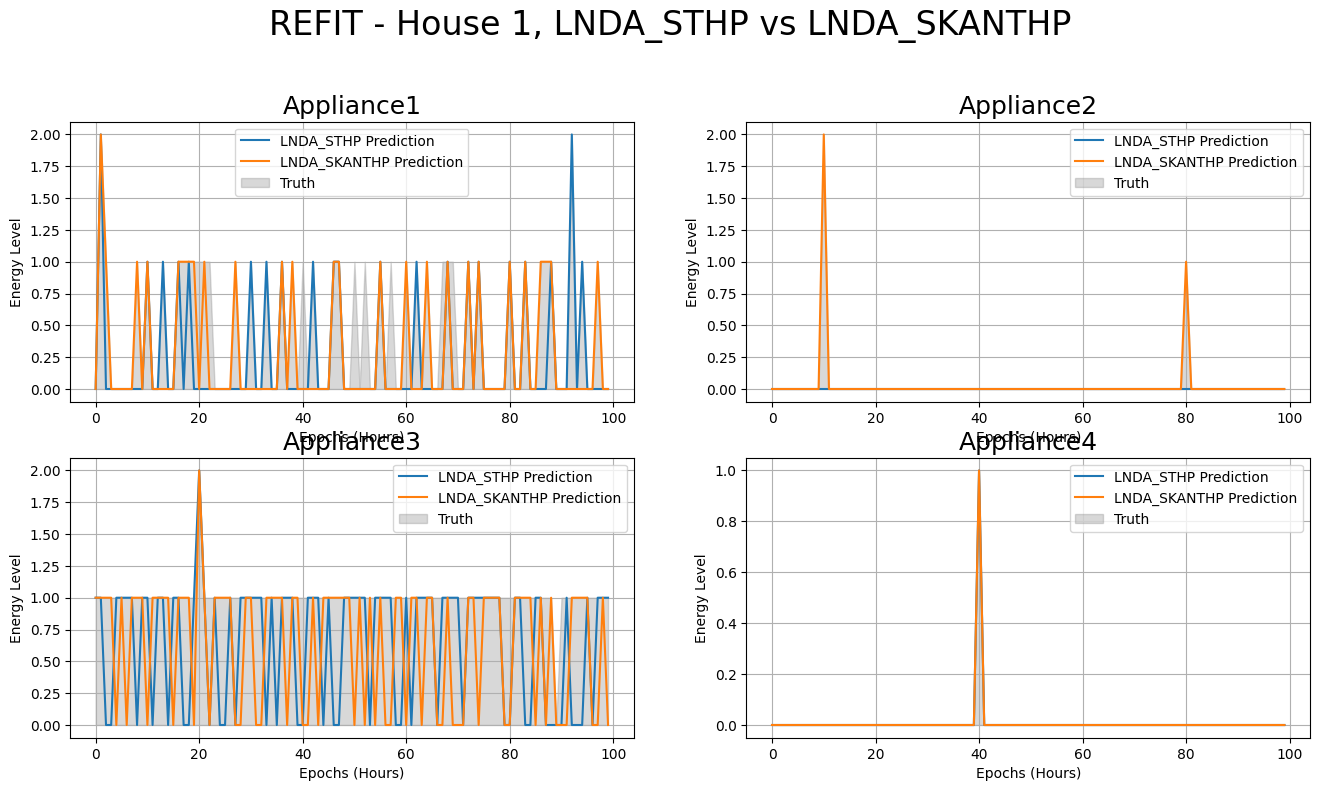 REFIT - House 1, LNDA_STHP vs LNDA_SKANTHP
Appliance1
Energy Level
2.00
1.75
1.50
1.25
1.00
0.75
0.50
0.25
0.00
LNDA_STHP Prediction
LNDA_SKANTHP Prediction
Truth
0 20 40 60 80 100
Epochs (Hours)
Appliance2
Energy Level
2.00
1.75
1.50
1.25
1.00
0.75
0.50
0.25
0.00
LNDA_STHP Prediction
LNDA_SKANTHP Prediction
Truth
0 20 40 60 80 100
Epochs (Hours)
Appliance3
Energy Level
2.00
1.75
1.50
1.25
1.00
0.75
0.50
0.25
0.00
LNDA_STHP Prediction
LNDA_SKANTHP Prediction
Truth
0 20 40 60 80 100
Epochs (Hours)
Appliance4
Energy Level
1.0
0.8
0.6
0.4
0.2
0.0
LNDA_STHP Prediction
LNDA_SKANTHP Prediction
Truth
0 20 40 60 80 100
Epochs (Hours)